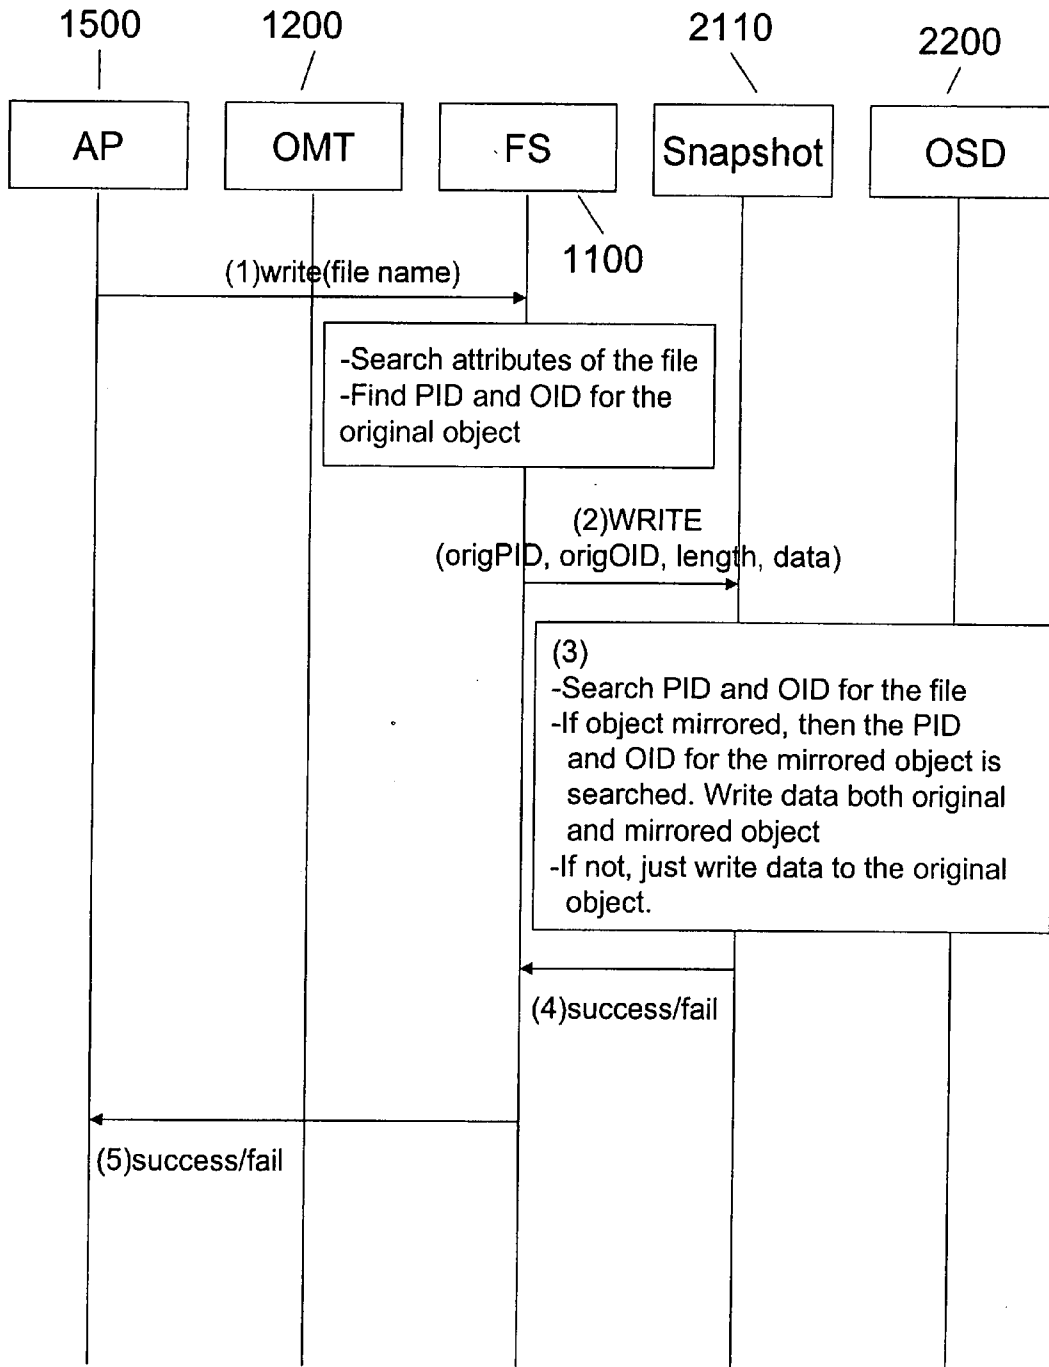 1500
1200
2110
2200
AP
OMT
FS
Snapshot
OSD
1100
(1)write(file name)
-Search attributes of the file
-Find PID and OID for the
original object
(2)WRITE
(origPID, origOID, length, data)
(3)
-Search PID and OID for the file
-If object mirrored, then the PID
and OID for the mirrored object is
searched. Write data both original
and mirrored object
-If not, just write data to the original
object.
(4)success/fail
(5)success/fail